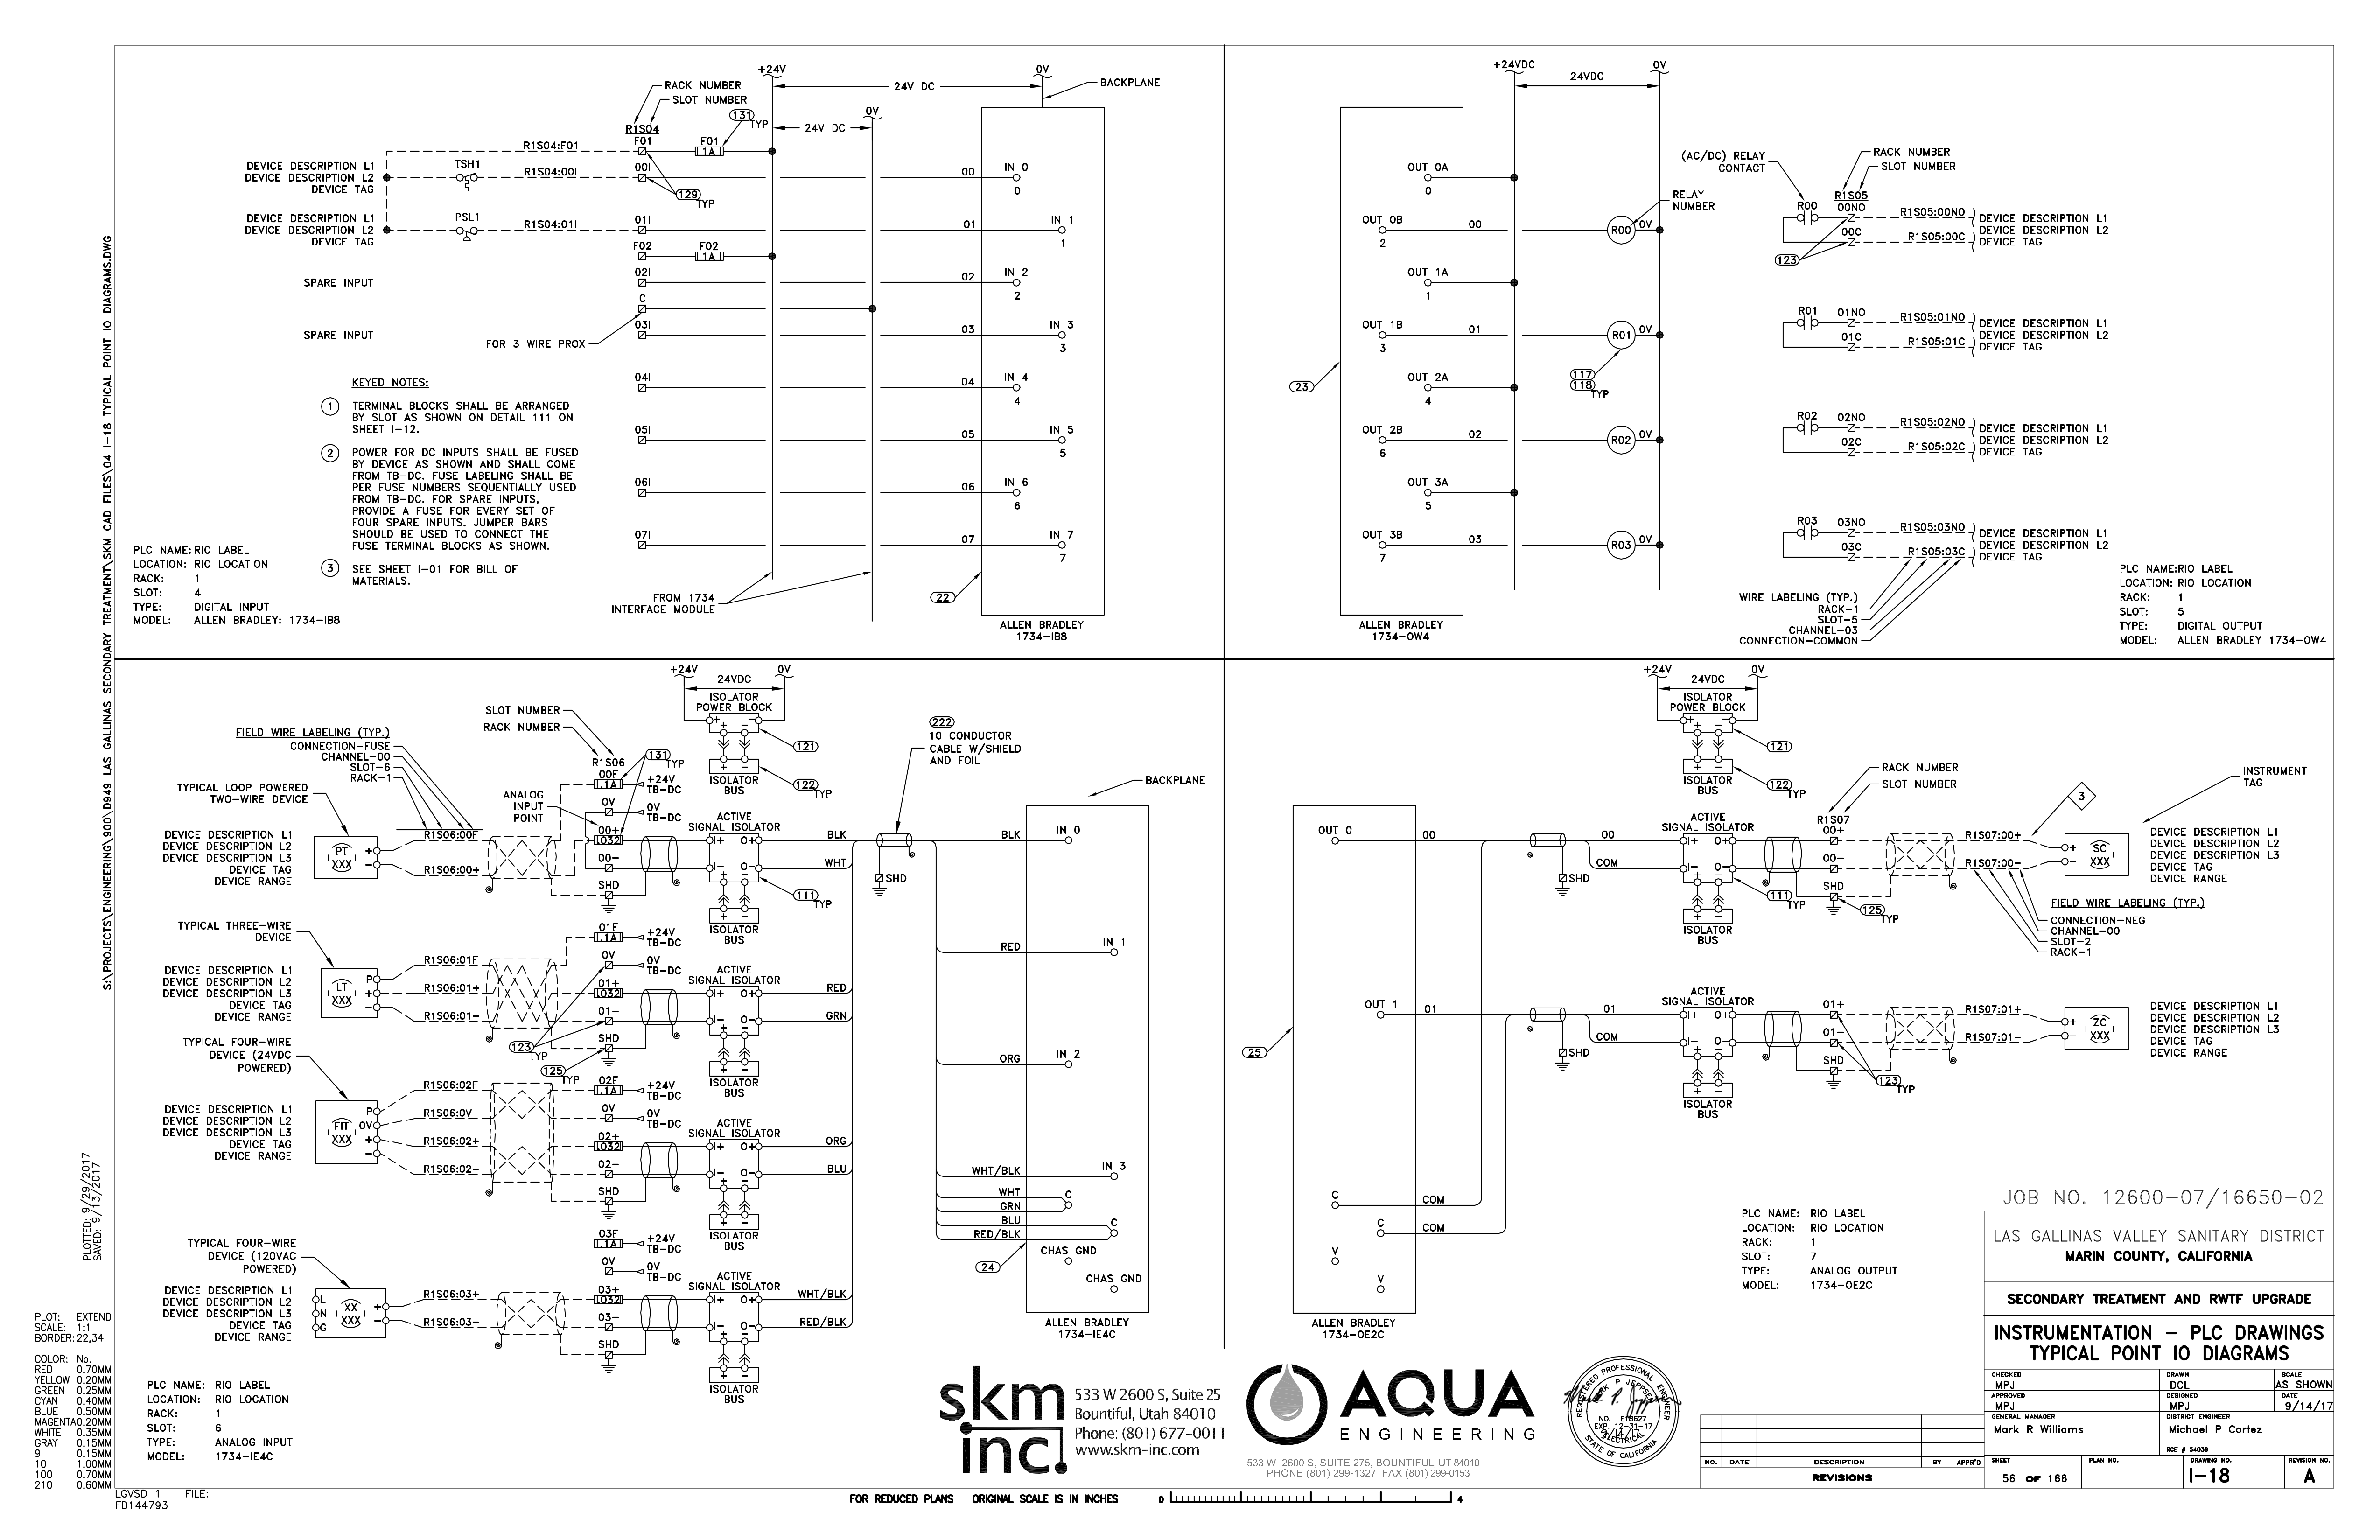 +24V
0V
RACK NUMBER
SLOT NUMBER
24V DC
BACKPLANE
131
TYP
0V
24V DC
R1S04
F01
F01
1A
R1S04:F01
DEVICE DESCRIPTION L1
DEVICE DESCRIPTION L2
DEVICE TAG
TSH1
R1S04:00I
00I
129
TYP
00
IN 0
0
DEVICE DESCRIPTION L1
DEVICE DESCRIPTION L2
DEVICE TAG
PSL1
R1S04:01I
01I
01
IN 1
1
F02
F02
1A
SPARE INPUT
02I
02
IN 2
2
C
SPARE INPUT
FOR 3 WIRE PROX
03I
03
IN 3
3
04I
04
IN 4
4
05I
05
IN 5
5
06I
06
IN 6
6
07I
07
IN 7
7
KEYED NOTES:
1 TERMINAL BLOCKS SHALL BE ARRANGED
BY SLOT AS SHOWN ON DETAIL 111 ON
SHEET I-12.
2 POWER FOR DC INPUTS SHALL BE FUSED
BY DEVICE AS SHOWN AND SHALL COME
FROM TB-DC. FUSE LABELING SHALL BE
PER FUSE NUMBERS SEQUENTIALLY USED
FROM TB-DC. FOR SPARE INPUTS,
PROVIDE A FUSE FOR EVERY SET OF
FOUR SPARE INPUTS. JUMPER BARS
SHOULD BE USED TO CONNECT THE
FUSE TERMINAL BLOCKS AS SHOWN.
3 SEE SHEET I-01 FOR BILL OF
MATERIALS.
PLC NAME: RIO LABEL
LOCATION: RIO LOCATION
RACK: 1
SLOT: 4
TYPE: DIGITAL INPUT
MODEL: ALLEN BRADLEY: 1734-IB8
FROM 1734
INTERFACE MODULE
22
ALLEN BRADLEY
1734-IB8
+24VDC
0V
24VDC
OUT 0A
0
OUT 0B
2
00
R00
0V
RELAY
NUMBER
OUT 1A
1
OUT 1B
3
01
R01
0V
117
118
TYP
23
OUT 2A
4
OUT 2B
6
02
R02
0V
OUT 3A
5
OUT 3B
7
03
R03
0V
ALLEN BRADLEY
1734-OW4
(AC/DC) RELAY
CONTACT
RACK NUMBER
SLOT NUMBER
R1S05
R00
00NO
R1S05:00NO
00C
R1S05:00C
123
DEVICE DESCRIPTION L1
DEVICE DESCRIPTION L2
DEVICE TAG
R01
01NO
R1S05:01NO
01C
R1S05:01C
DEVICE DESCRIPTION L1
DEVICE DESCRIPTION L2
DEVICE TAG
R02
02NO
R1S05:02NO
02C
R1S05:02C
DEVICE DESCRIPTION L1
DEVICE DESCRIPTION L2
DEVICE TAG
R03
03NO
R1S05:03NO
03C
R1S05:03C
DEVICE DESCRIPTION L1
DEVICE DESCRIPTION L2
DEVICE TAG
WIRE LABELING (TYP.)
RACK-1
SLOT-5
CHANNEL-03
CONNECTION-COMMON
PLC NAME:RIO LABEL
LOCATION: RIO LOCATION
RACK: 1
SLOT: 5
TYPE: DIGITAL OUTPUT
MODEL: ALLEN BRADLEY 1734-OW4
+24V
0V
24VDC
ISOLATOR
POWER BLOCK
+ −
+ −
121
+ −
ISOLATOR
BUS
122
TYP
SLOT NUMBER
RACK NUMBER
R1S06
131
TYP
FIELD WIRE LABELING (TYP.)
CONNECTION-FUSE
CHANNEL-00
SLOT-6
RACK-1
TYPICAL LOOP POWERED
TWO-WIRE DEVICE
ANALOG
INPUT
POINT
00F
.1A
+24V
TB-DC
0V
0V
TB-DC
00+
.032
00-
SHD
DEVICE DESCRIPTION L1
DEVICE DESCRIPTION L2
DEVICE DESCRIPTION L3
DEVICE TAG
DEVICE RANGE
PT
XXX
+
−
R1S06:00F
R1S06:00+
ACTIVE
SIGNAL ISOLATOR
I+ O+
I- O-
+ −
ISOLATOR
BUS
111
TYP
BLK
WHT
222
10 CONDUCTOR
CABLE W/SHIELD
AND FOIL
SHD
BACKPLANE
TYPICAL THREE-WIRE
DEVICE
DEVICE DESCRIPTION L1
DEVICE DESCRIPTION L2
DEVICE DESCRIPTION L3
DEVICE TAG
DEVICE RANGE
LT
XXX
P
+
−
R1S06:01F
R1S06:01+
R1S06:01-
01F
.1A
+24V
TB-DC
0V
0V
TB-DC
01+
.032
01-
SHD
123
TYP
125
TYP
ACTIVE
SIGNAL ISOLATOR
I+ O+
I- O-
+ −
ISOLATOR
BUS
RED
GRN
TYPICAL FOUR-WIRE
DEVICE (24VDC
POWERED)
DEVICE DESCRIPTION L1
DEVICE DESCRIPTION L2
DEVICE DESCRIPTION L3
DEVICE TAG
DEVICE RANGE
FIT
XXX
P
0V
+
−
R1S06:02F
R1S06:0V
R1S06:02+
R1S06:02-
02F
.1A
+24V
TB-DC
0V
0V
TB-DC
02+
.032
02-
SHD
ACTIVE
SIGNAL ISOLATOR
I+ O+
I- O-
+ −
ISOLATOR
BUS
ORG
BLU
TYPICAL FOUR-WIRE
DEVICE (120VAC
POWERED)
DEVICE DESCRIPTION L1
DEVICE DESCRIPTION L2
DEVICE DESCRIPTION L3
DEVICE TAG
DEVICE RANGE
L
N
G
XX
XXX
+
−
R1S06:03+
R1S06:03-
03F
.1A
+24V
TB-DC
0V
0V
TB-DC
03+
.032
03-
SHD
ACTIVE
SIGNAL ISOLATOR
I+ O+
I- O-
+ −
ISOLATOR
BUS
WHT/BLK
RED/BLK
BLK
IN 0
RED
IN 1
ORG
IN 2
WHT/BLK
IN 3
WHT
C
GRN
BLU
C
RED/BLK
CHAS GND
CHAS GND
24
ALLEN BRADLEY
1734-IE4C
PLC NAME: RIO LABEL
LOCATION: RIO LOCATION
RACK: 1
SLOT: 6
TYPE: ANALOG INPUT
MODEL: 1734-IE4C
+24V
0V
24VDC
ISOLATOR
POWER BLOCK
+ −
+ −
121
+ −
ISOLATOR
BUS
122
TYP
RACK NUMBER
SLOT NUMBER
R1S07
INSTRUMENT
TAG
3
OUT 0
00
00
COM
SHD
ACTIVE
SIGNAL ISOLATOR
I+ O+
I- O-
+ −
ISOLATOR
BUS
111
TYP
00+
00-
SHD
125
TYP
R1S07:00+
R1S07:00-
+
−
SC
XXX
DEVICE DESCRIPTION L1
DEVICE DESCRIPTION L2
DEVICE DESCRIPTION L3
DEVICE TAG
DEVICE RANGE
FIELD WIRE LABELING (TYP.)
CONNECTION-NEG
CHANNEL-00
SLOT-2
RACK-1
OUT 1
01
01
COM
SHD
ACTIVE
SIGNAL ISOLATOR
I+ O+
I- O-
+ −
ISOLATOR
BUS
01+
01-
SHD
123
TYP
R1S07:01+
R1S07:01-
+
−
ZC
XXX
DEVICE DESCRIPTION L1
DEVICE DESCRIPTION L2
DEVICE DESCRIPTION L3
DEVICE TAG
DEVICE RANGE
25
C
COM
C
COM
V
V
ALLEN BRADLEY
1734-OE2C
PLC NAME: RIO LABEL
LOCATION: RIO LOCATION
RACK: 1
SLOT: 7
TYPE: ANALOG OUTPUT
MODEL: 1734-OE2C
JOB NO. 12600-07/16650-02
LAS GALLINAS VALLEY SANITARY DISTRICT
MARIN COUNTY, CALIFORNIA
SECONDARY TREATMENT AND RWTF UPGRADE
INSTRUMENTATION - PLC DRAWINGS
TYPICAL POINT IO DIAGRAMS
CHECKED
MPJ
DRAWN
DCL
SCALE
AS SHOWN
APPROVED
MPJ
DESIGNED
MPJ
DATE
9/14/17
GENERAL MANAGER
Mark R Williams
DISTRICT ENGINEER
Michael P Cortez
RCE # 54039
SHEET
56 OF 166
PLAN NO.
DRAWING NO.
I-18
REVISION NO.
A
NO. DATE DESCRIPTION BY APPR'D
REVISIONS
skm
inc.
533 W 2600 S, Suite 25
Bountiful, Utah 84010
Phone: (801) 677-0011
www.skm-inc.com
AQUA
ENGINEERING
533 W 2600 S, SUITE 275, BOUNTIFUL, UT 84010
PHONE (801) 299-1327 FAX (801) 299-0153
REGISTERED PROFESSIONAL ENGINEER
MARK P JEPPSEN
NO. E18627
EXP. 12-31-17
9/14/17
ELECTRICAL
STATE OF CALIFORNIA
FOR REDUCED PLANS ORIGINAL SCALE IS IN INCHES
0 4
S:\PROJECTS\ENGINEERING\900\D949 LAS GALLINAS SECONDARY TREATMENT\SKM CAD FILES\04 I-18 TYPICAL POINT IO DIAGRAMS.DWG
PLOTTED: 9/29/2017
SAVED: 9/13/2017
PLOT: EXTEND
SCALE: 1:1
BORDER: 22,34
COLOR: No.
RED 0.70MM
YELLOW 0.20MM
GREEN 0.25MM
CYAN 0.40MM
BLUE 0.50MM
MAGENTA0.20MM
WHITE 0.35MM
GRAY 0.15MM
9 0.15MM
10 1.00MM
100 0.70MM
210 0.60MM
LGVSD 1 FILE:
FD144793